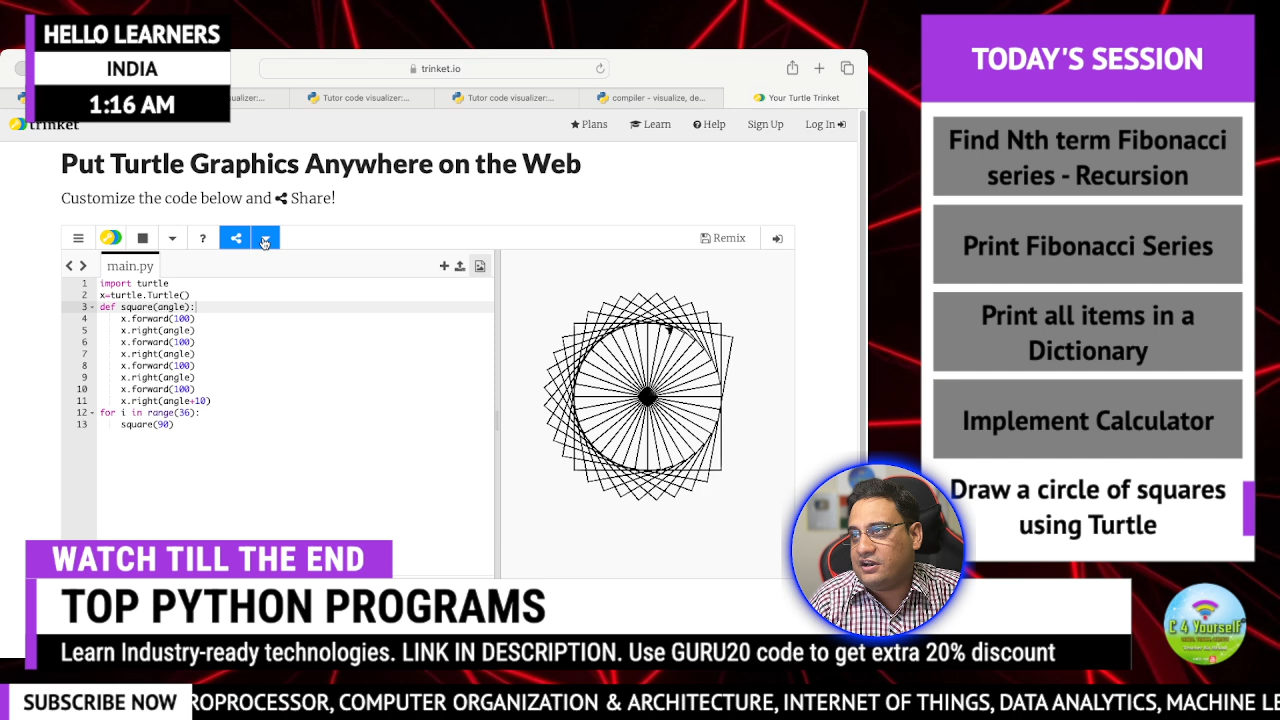 HELLO LEARNERS
INDIA
1:16 AM
trinket.io
ualizer:...
Tutor code visualizer:...
Tutor code visualizer:...
compiler - visualize, de...
Your Turtle Trinket
trinket
Plans
Learn
Help
Sign Up
Log In
Put Turtle Graphics Anywhere on the Web
Customize the code below and Share!
?
Remix
main.py
1 import turtle
2 x=turtle.Turtle()
3 def square(angle):
4 x.forward(100)
5 x.right(angle)
6 x.forward(100)
7 x.right(angle)
8 x.forward(100)
9 x.right(angle)
10 x.forward(100)
11 x.right(angle+10)
12 for i in range(36):
13 square(90)
TODAY'S SESSION
Find Nth term Fibonacci
series - Recursion
Print Fibonacci Series
Print all items in a
Dictionary
Implement Calculator
Draw a circle of squares
using Turtle
WATCH TILL THE END
TOP PYTHON PROGRAMS
Learn Industry-ready technologies. LINK IN DESCRIPTION. Use GURU20 code to get extra 20% discount
C 4 Yourself
SUBSCRIBE NOW
ROPROCESSOR, COMPUTER ORGANIZATION & ARCHITECTURE, INTERNET OF THINGS, DATA ANALYTICS, MACHINE LE